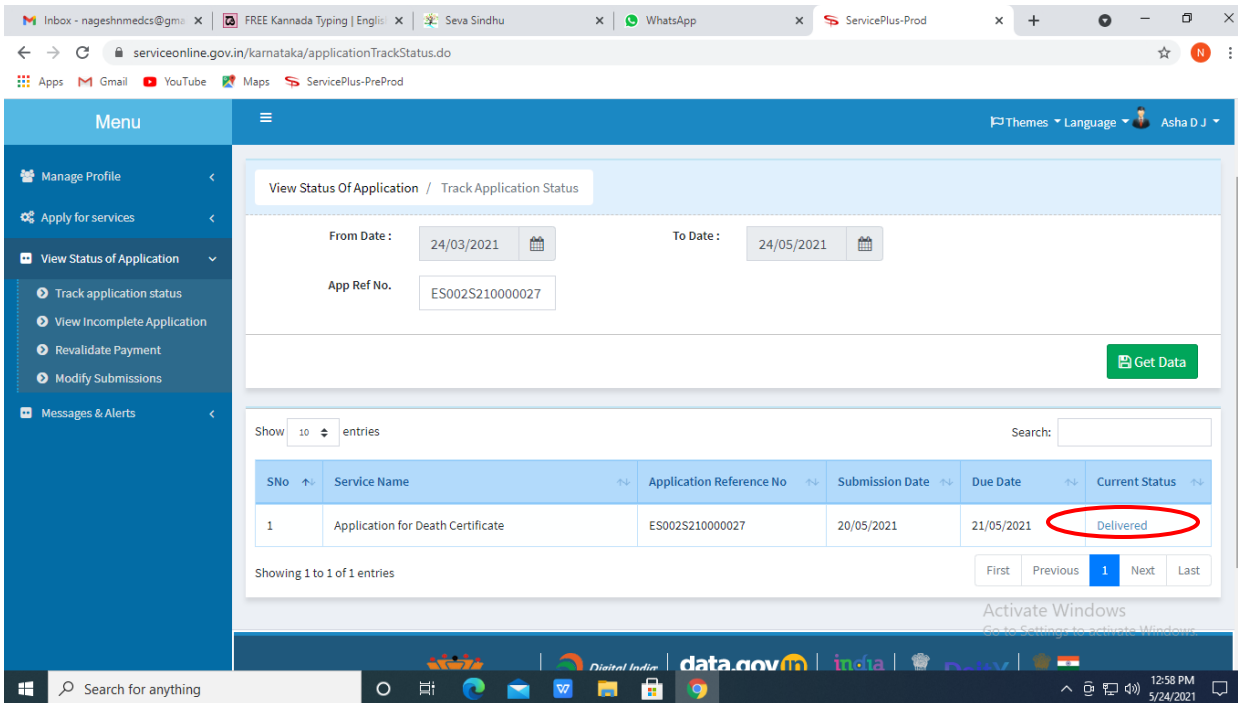 Inbox - nageshnmedcs@gma
FREE Kannada Typing | Englis
Seva Sindhu
WhatsApp
ServicePlus-Prod
serviceonline.gov.in/karnataka/applicationTrackStatus.do
N
Apps Gmail YouTube Maps ServicePlus-PreProd
Menu
Themes Language Asha D J
Manage Profile
Apply for services
View Status of Application
Track application status
View Incomplete Application
Revalidate Payment
Modify Submissions
Messages & Alerts
View Status Of Application / Track Application Status
From Date : 24/03/2021 To Date : 24/05/2021
App Ref No. ES002S210000027
Get Data
Show 10 entries Search:
SNo Service Name Application Reference No Submission Date Due Date Current Status
1 Application for Death Certificate ES002S210000027 20/05/2021 21/05/2021 Delivered
Showing 1 to 1 of 1 entries
First Previous 1 Next Last
Activate Windows
Go to Settings to activate Windows.
Digital India data.gov in india
Search for anything
12:58 PM
5/24/2021